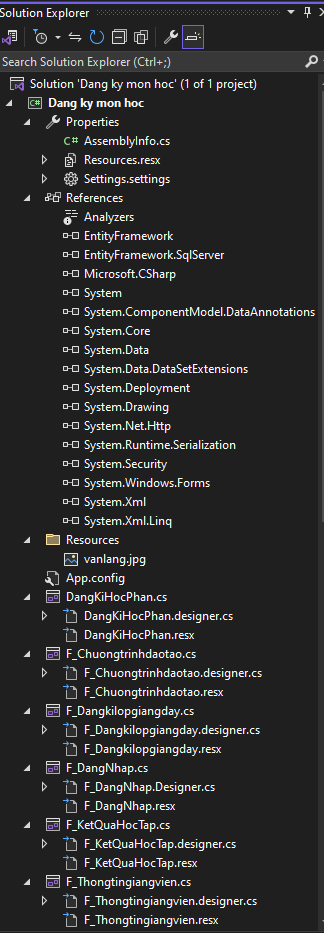 Solution Explorer
Search Solution Explorer (Ctrl+;)
Solution 'Dang ky mon hoc' (1 of 1 project)
C# Dang ky mon hoc
Properties
C# AssemblyInfo.cs
Resources.resx
Settings.settings
References
Analyzers
EntityFramework
EntityFramework.SqlServer
Microsoft.CSharp
System
System.ComponentModel.DataAnnotations
System.Core
System.Data
System.Data.DataSetExtensions
System.Deployment
System.Drawing
System.Net.Http
System.Runtime.Serialization
System.Security
System.Windows.Forms
System.Xml
System.Xml.Linq
Resources
vanlang.jpg
App.config
DangKiHocPhan.cs
DangKiHocPhan.designer.cs
DangKiHocPhan.resx
F_Chuongtrinhdaotao.cs
F_Chuongtrinhdaotao.designer.cs
F_Chuongtrinhdaotao.resx
F_Dangkilopgiangday.cs
F_Dangkilopgiangday.designer.cs
F_Dangkilopgiangday.resx
F_DangNhap.cs
F_DangNhap.Designer.cs
F_DangNhap.resx
F_KetQuaHocTap.cs
F_KetQuaHocTap.designer.cs
F_KetQuaHocTap.resx
F_Thongtingiangvien.cs
F_Thongtingiangvien.designer.cs
F_Thongtingiangvien.resx